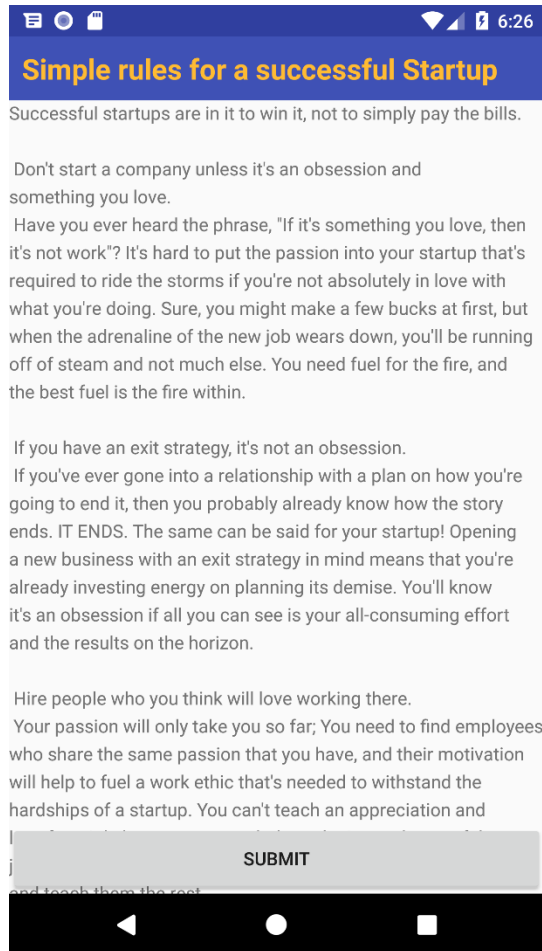 6:26
Simple rules for a successful Startup
Successful startups are in it to win it, not to simply pay the bills.
Don't start a company unless it's an obsession and
something you love.
Have you ever heard the phrase, "If it's something you love, then
it's not work"? It's hard to put the passion into your startup that's
required to ride the storms if you're not absolutely in love with
what you're doing. Sure, you might make a few bucks at first, but
when the adrenaline of the new job wears down, you'll be running
off of steam and not much else. You need fuel for the fire, and
the best fuel is the fire within.
If you have an exit strategy, it's not an obsession.
If you've ever gone into a relationship with a plan on how you're
going to end it, then you probably already know how the story
ends. IT ENDS. The same can be said for your startup! Opening
a new business with an exit strategy in mind means that you're
already investing energy on planning its demise. You'll know
it's an obsession if all you can see is your all-consuming effort
and the results on the horizon.
Hire people who you think will love working there.
Your passion will only take you so far; You need to find employees
who share the same passion that you have, and their motivation
will help to fuel a work ethic that's needed to withstand the
hardships of a startup. You can't teach an appreciation and
SUBMIT
and teach them the rest